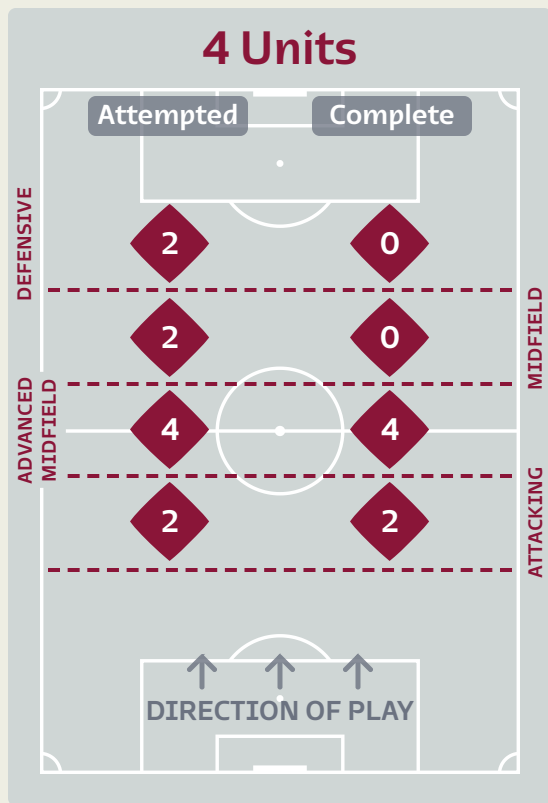 4 Units
Attempted
Complete
DEFENSIVE
2
0
MIDFIELD
2
0
ADVANCED
MIDFIELD
4
4
ATTACKING
2
2
DIRECTION OF PLAY